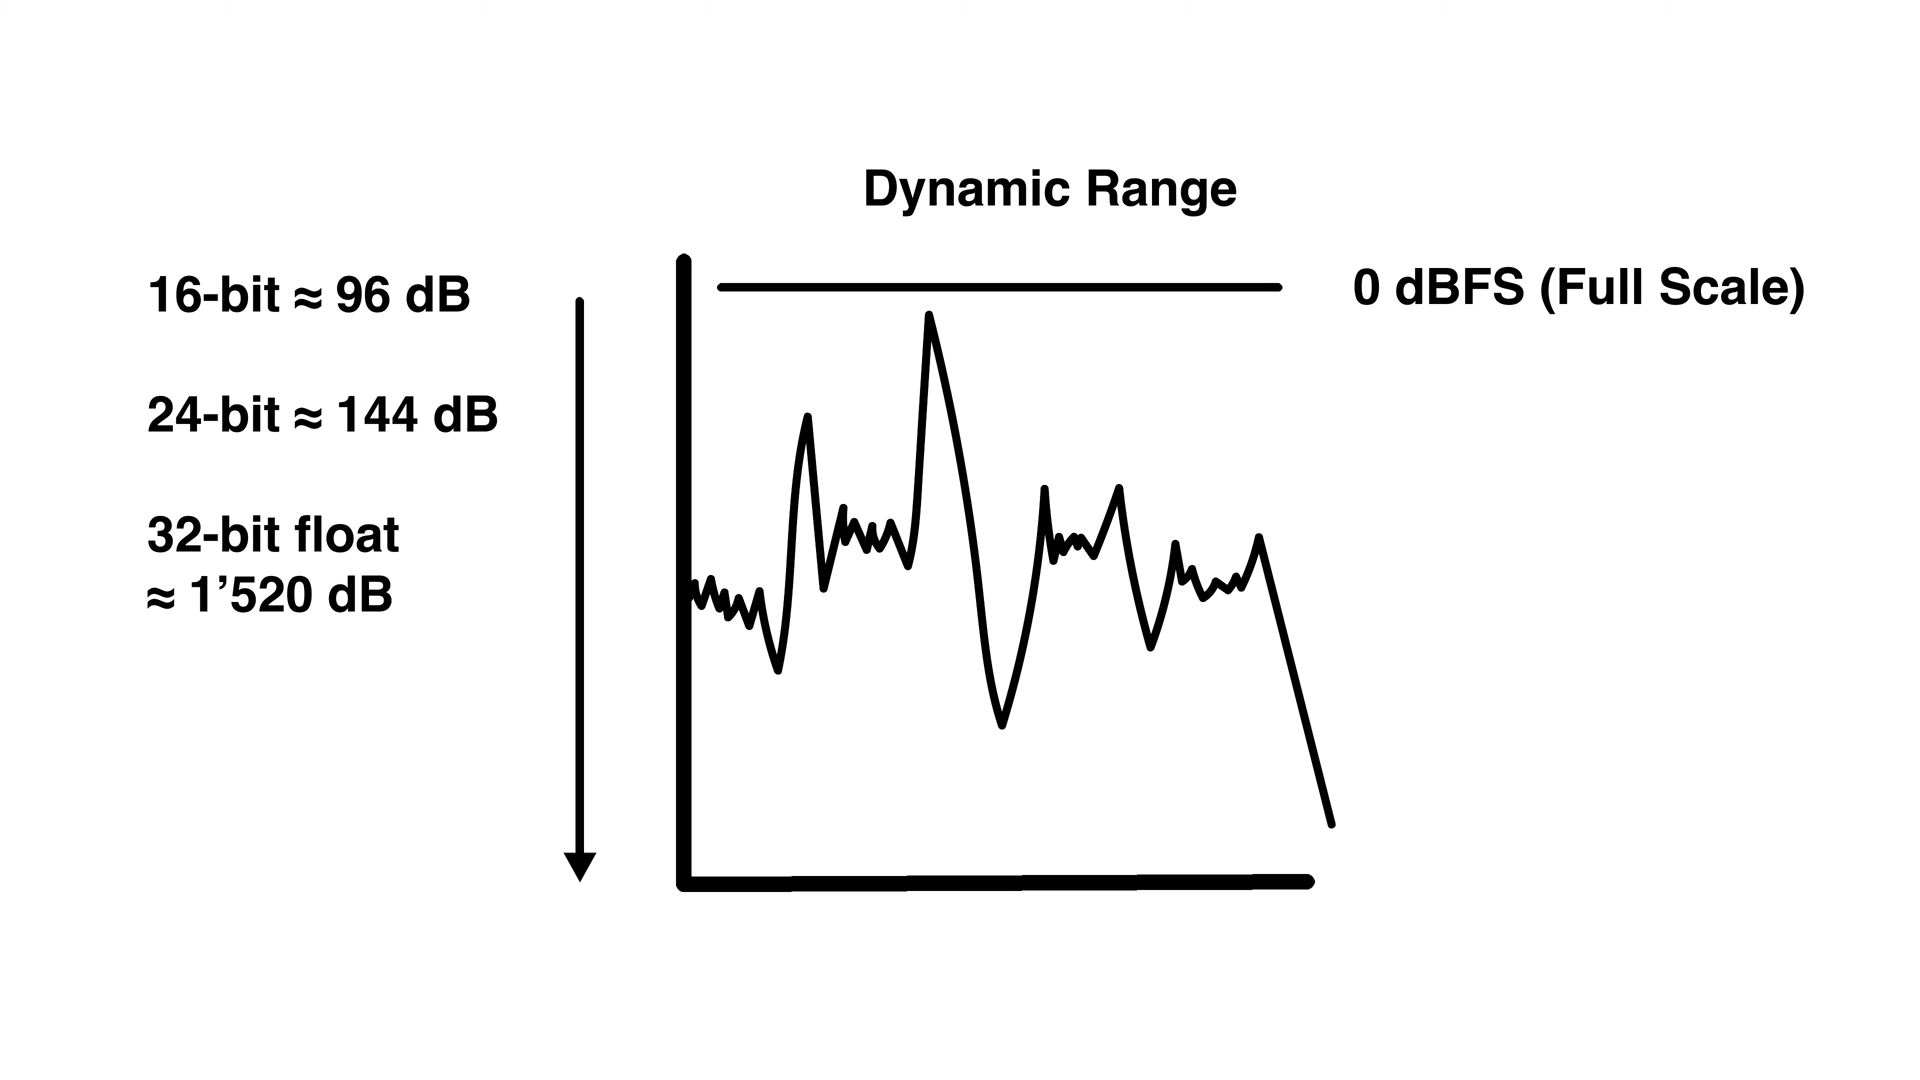 Dynamic Range
16-bit ≈ 96 dB
0 dBFS (Full Scale)
24-bit ≈ 144 dB
32-bit float
≈ 1’520 dB